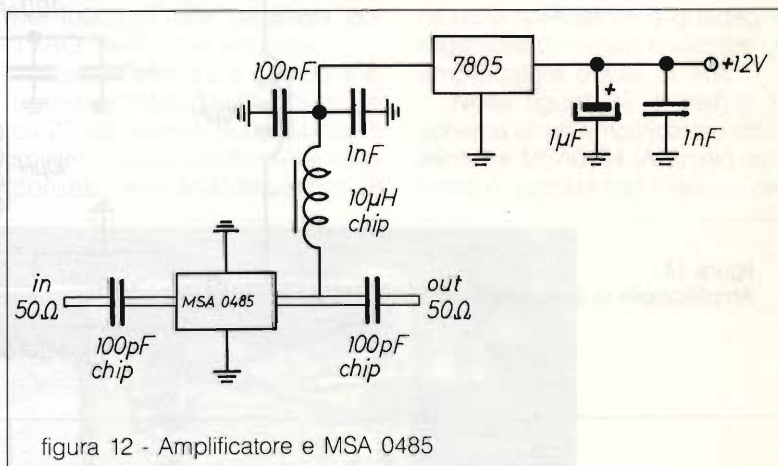 100nF
7805
+12V
+
1nF
1µF
1nF
10µH
chip
in
50Ω
MSA 0485
out
50Ω
100pF
chip
100pF
chip
figura 12 - Amplificatore e MSA 0485